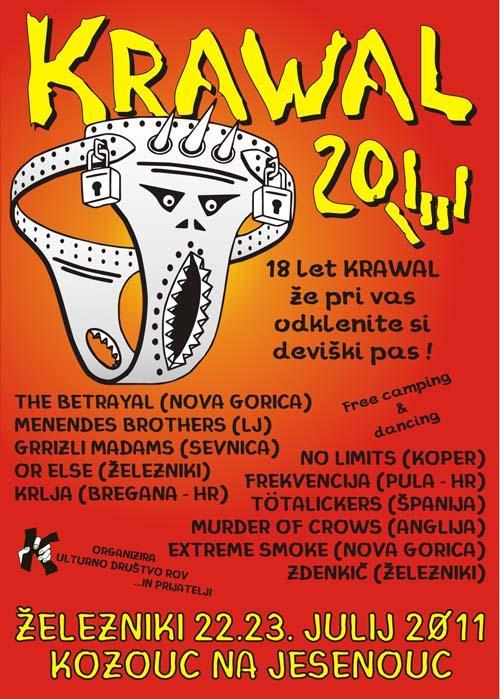 KRAWAL
20
18 let KRAWAL
že pri vas
odklenite si
deviški pas !
THE BETRAYAL (NOVA GORICA)
MENENDES BROTHERS (LJ)
GRRIZLI MADAMS (SEVNICA)
OR ELSE (ŽELEZNIKI)
KRLJA (BREGANA - HR)
Free camping
&
dancing
NO LIMITS (KOPER)
FREKVENCIJA (PULA - HR)
TÖTALICKERS (ŠPANIJA)
MURDER OF CROWS (ANGLIJA)
EXTREME SMOKE (NOVA GORICA)
ZDENKIČ (ŽELEZNIKI)
ORGANIZIRA
KULTURNO DRUŠTVO ROV
...IN PRIJATELJI
ŽELEZNIKI 22.23. JULIJ 2011
KOZOUC NA JESENOUC